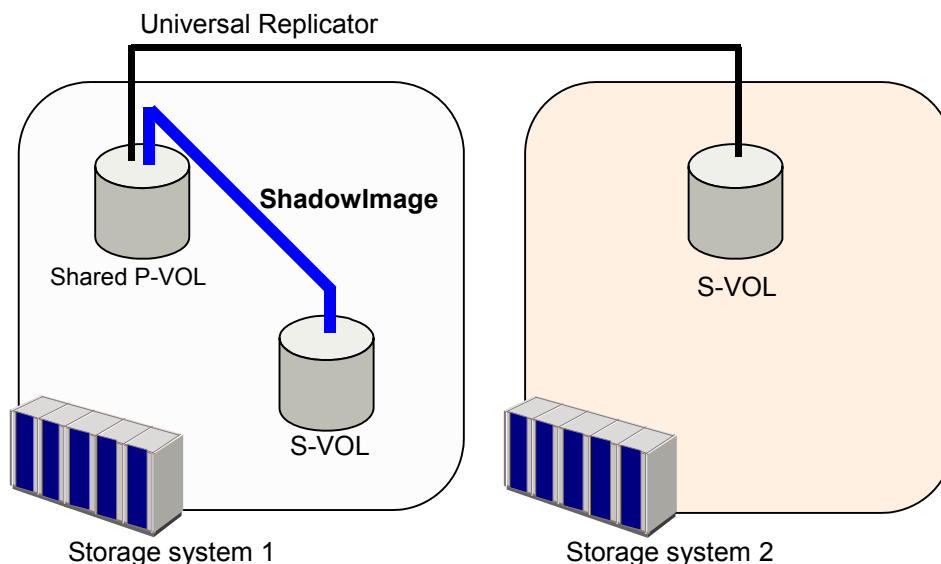 Universal Replicator
ShadowImage
Shared P-VOL
S-VOL
S-VOL
Storage system 1
Storage system 2